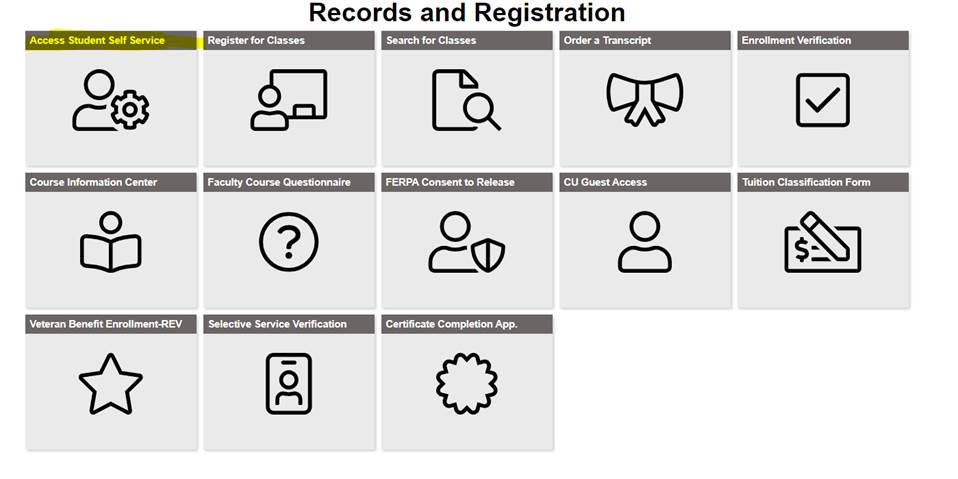 Records and Registration
Access Student Self Service
Register for Classes
Search for Classes
Order a Transcript
Enrollment Verification
Course Information Center
Faculty Course Questionnaire
FERPA Consent to Release
CU Guest Access
Tuition Classification Form
Veteran Benefit Enrollment-REV
Selective Service Verification
Certificate Completion App.